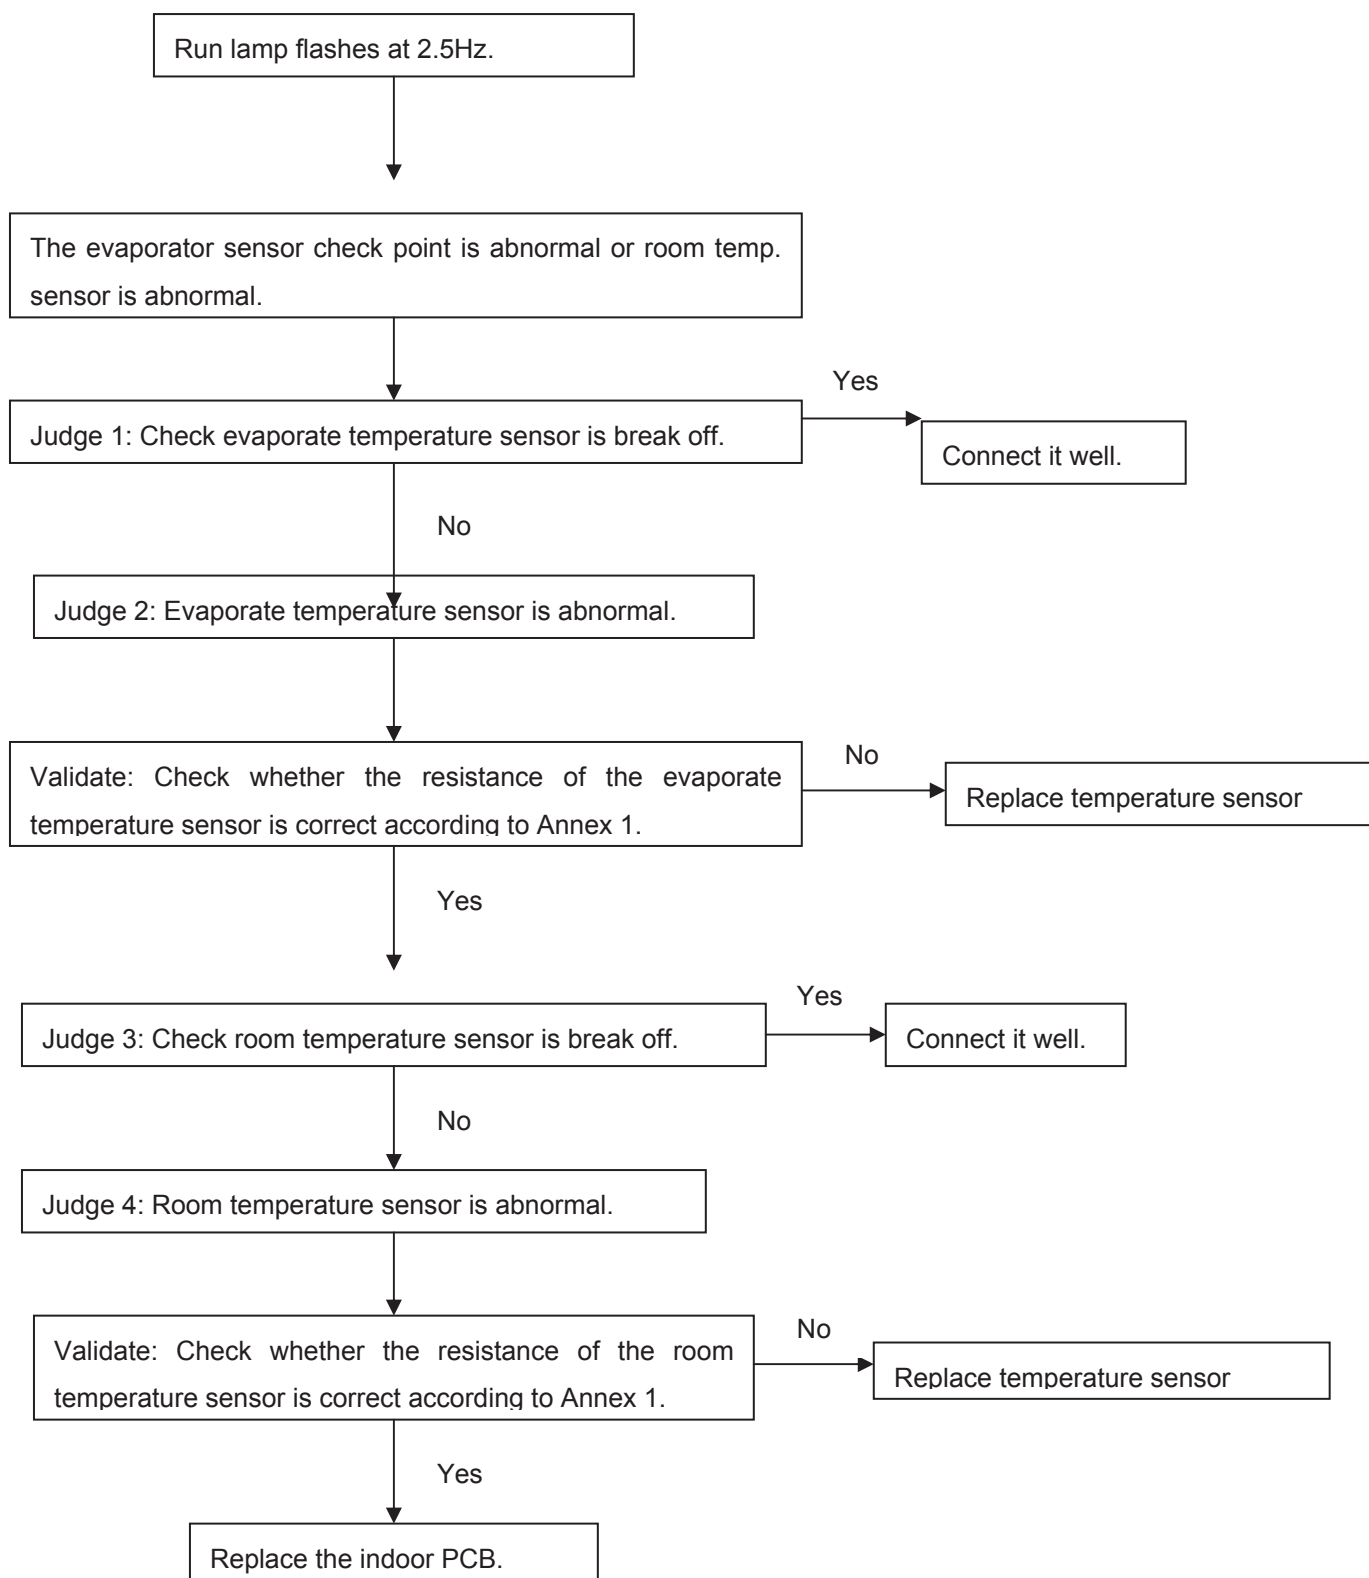 Run lamp flashes at 2.5Hz.
The evaporator sensor check point is abnormal or room temp.
sensor is abnormal.
Yes
Judge 1: Check evaporate temperature sensor is break off.
Connect it well.
No
Judge 2: Evaporate temperature sensor is abnormal.
No
Validate: Check whether the resistance of the evaporate
temperature sensor is correct according to Annex 1.
Replace temperature sensor
Yes
Yes
Judge 3: Check room temperature sensor is break off.
Connect it well.
No
Judge 4: Room temperature sensor is abnormal.
No
Validate: Check whether the resistance of the room
temperature sensor is correct according to Annex 1.
Replace temperature sensor
Yes
Replace the indoor PCB.